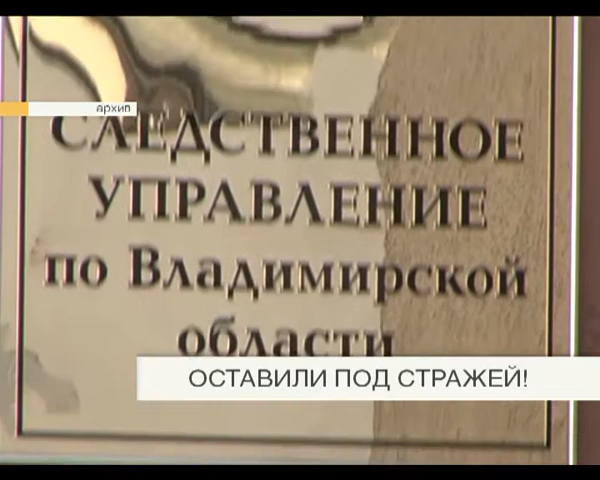 архив
СЛЕДСТВЕННОЕ
УПРАВЛЕНИЕ
по Владимирской
области
ОСТАВИЛИ ПОД СТРАЖЕЙ!